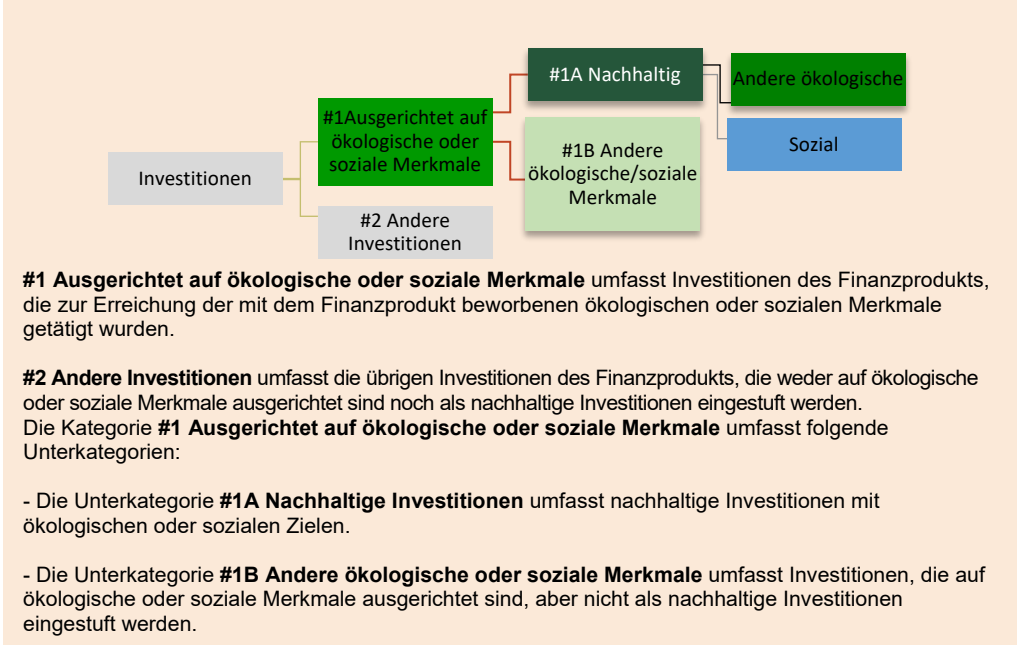 #1A Nachhaltig
Andere ökologische
#1Ausgerichtet auf
ökologische oder
soziale Merkmale
Sozial
#1B Andere
ökologische/soziale
Merkmale
Investitionen
#2 Andere
Investitionen
#1 Ausgerichtet auf ökologische oder soziale Merkmale umfasst Investitionen des Finanzprodukts,
die zur Erreichung der mit dem Finanzprodukt beworbenen ökologischen oder sozialen Merkmale
getätigt wurden.
#2 Andere Investitionen umfasst die übrigen Investitionen des Finanzprodukts, die weder auf ökologische
oder soziale Merkmale ausgerichtet sind noch als nachhaltige Investitionen eingestuft werden.
Die Kategorie #1 Ausgerichtet auf ökologische oder soziale Merkmale umfasst folgende
Unterkategorien:
- Die Unterkategorie #1A Nachhaltige Investitionen umfasst nachhaltige Investitionen mit
ökologischen oder sozialen Zielen.
- Die Unterkategorie #1B Andere ökologische oder soziale Merkmale umfasst Investitionen, die auf
ökologische oder soziale Merkmale ausgerichtet sind, aber nicht als nachhaltige Investitionen
eingestuft werden.